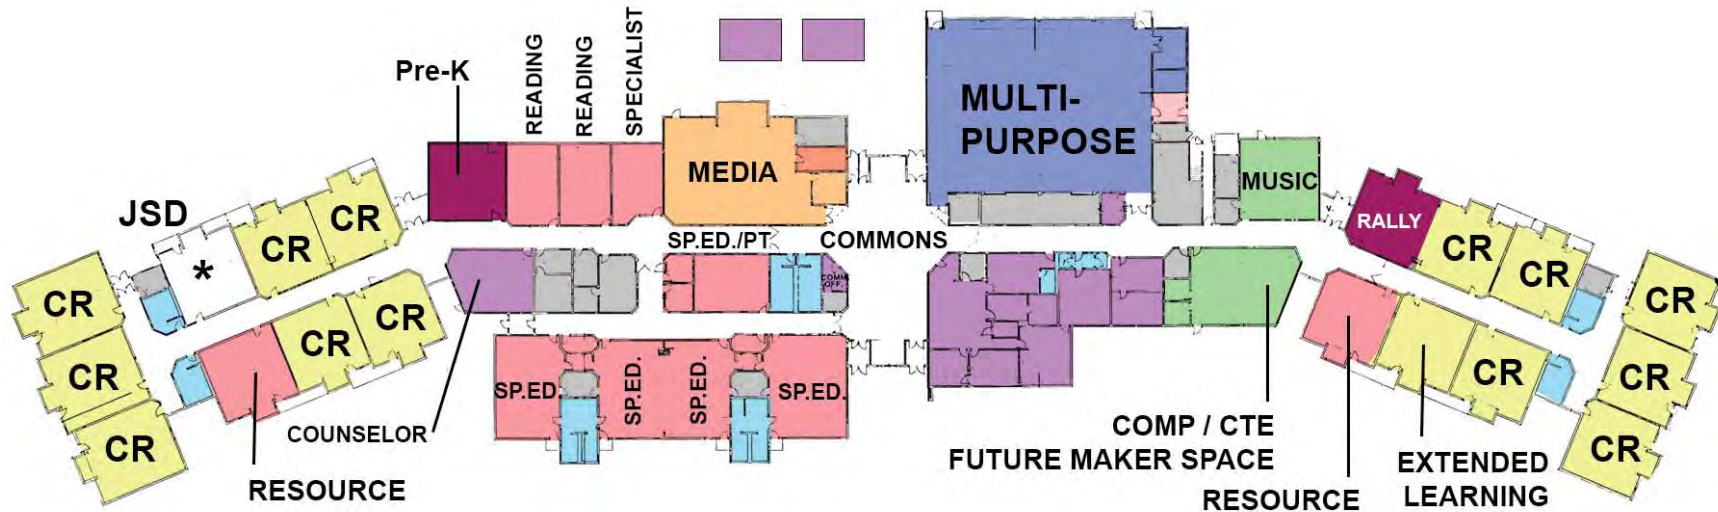 Pre-K
READING
READING
SPECIALIST
MULTI-
PURPOSE
MEDIA
MUSIC
JSD
*
CR
CR
RALLY
CR
CR
SP.ED./PT
COMMONS
COMM
OFF.
CR
CR
CR
CR
CR
CR
CR
CR
CR
CR
SP.ED.
SP.ED.
SP.ED.
SP.ED.
COUNSELOR
RESOURCE
COMP / CTE
FUTURE MAKER SPACE
RESOURCE
EXTENDED
LEARNING